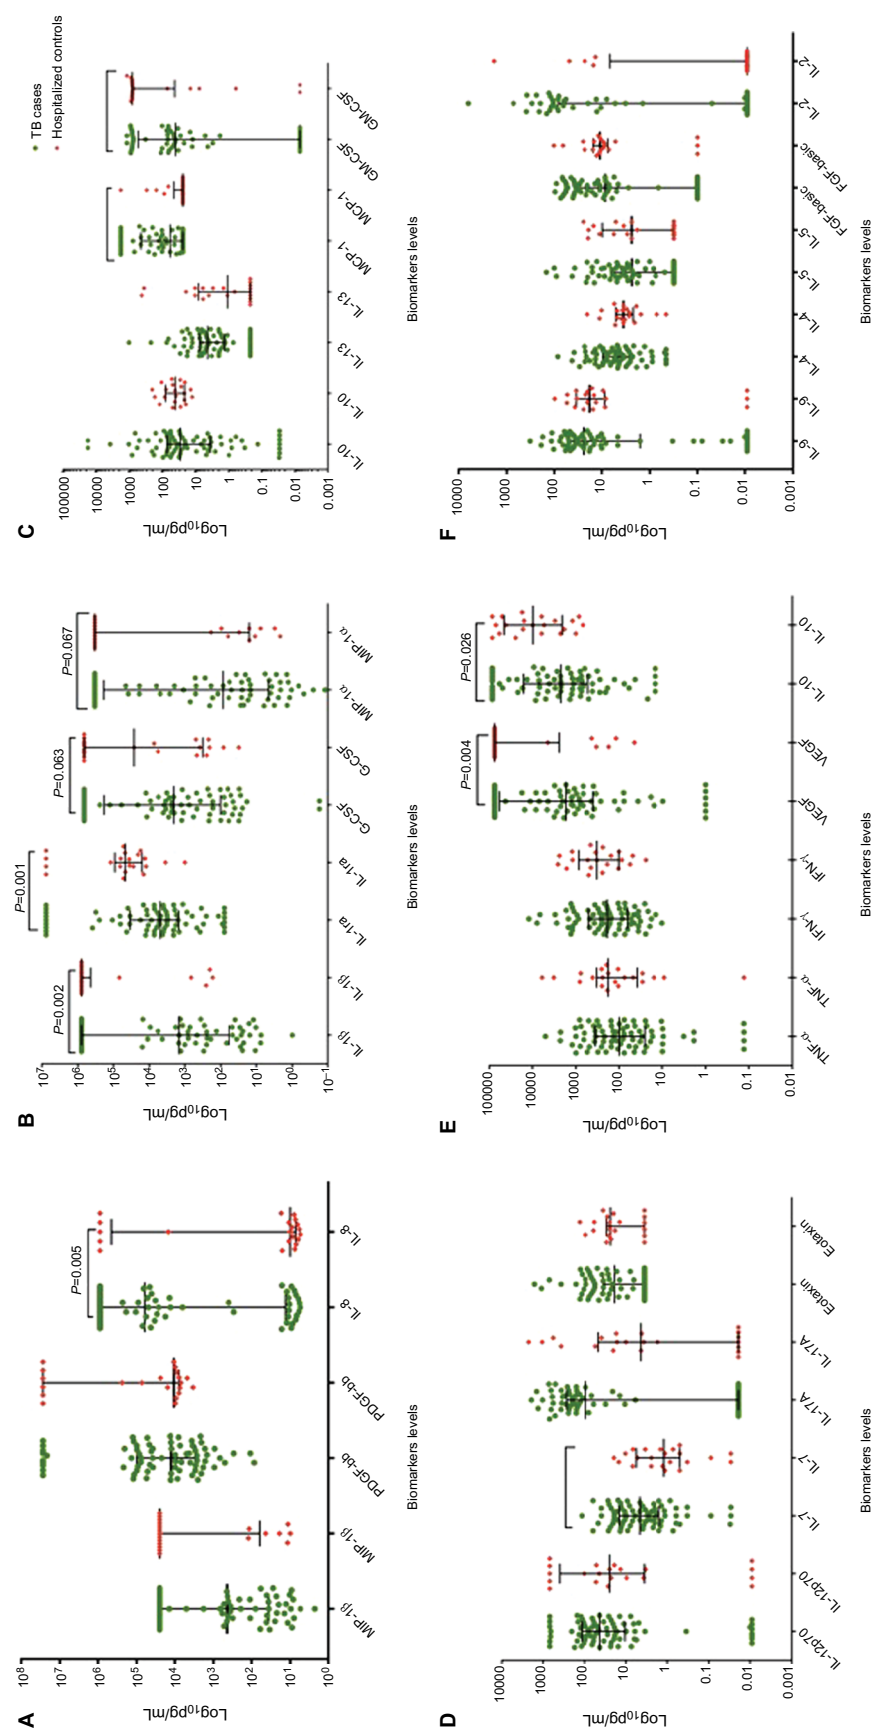 A
10⁸
10⁷
10⁶
10⁵
10⁴
10³
10²
10¹
10⁰
Log₁₀pg/mL
P=0.005
MIP-1β
MIP-1β
PDGF-bb
PDGF-bb
IL-8
IL-8
Biomarkers levels
B
10⁷
10⁶
10⁵
10⁴
10³
10²
10¹
10⁰
10⁻¹
Log₁₀pg/mL
P=0.002
P=0.001
P=0.063
P=0.067
IL-1β
IL-1β
IL-1ra
IL-1ra
G-CSF
G-CSF
MIP-1α
MIP-1α
Biomarkers levels
C
TB cases
Hospitalized controls
100000
10000
1000
100
10
1
0.1
0.01
0.001
Log₁₀pg/mL
IL-10
IL-10
IL-13
IL-13
MCP-1
MCP-1
GM-CSF
GM-CSF
Biomarkers levels
D
10000
1000
100
10
1
0.1
0.01
0.001
Log₁₀pg/mL
IL-12p70
IL-12p70
IL-7
IL-7
IL-17A
IL-17A
Eotaxin
Eotaxin
Biomarkers levels
E
100000
10000
1000
100
10
1
0.1
0.01
Log₁₀pg/mL
P=0.004
P=0.026
TNF-α
TNF-α
IFN-γ
IFN-γ
VEGF
VEGF
IL-10
IL-10
Biomarkers levels
F
10000
1000
100
10
1
0.1
0.01
0.001
Log₁₀pg/mL
IL-9
IL-9
IL-4
IL-4
IL-5
IL-5
FGF-basic
FGF-basic
IL-2
IL-2
Biomarkers levels